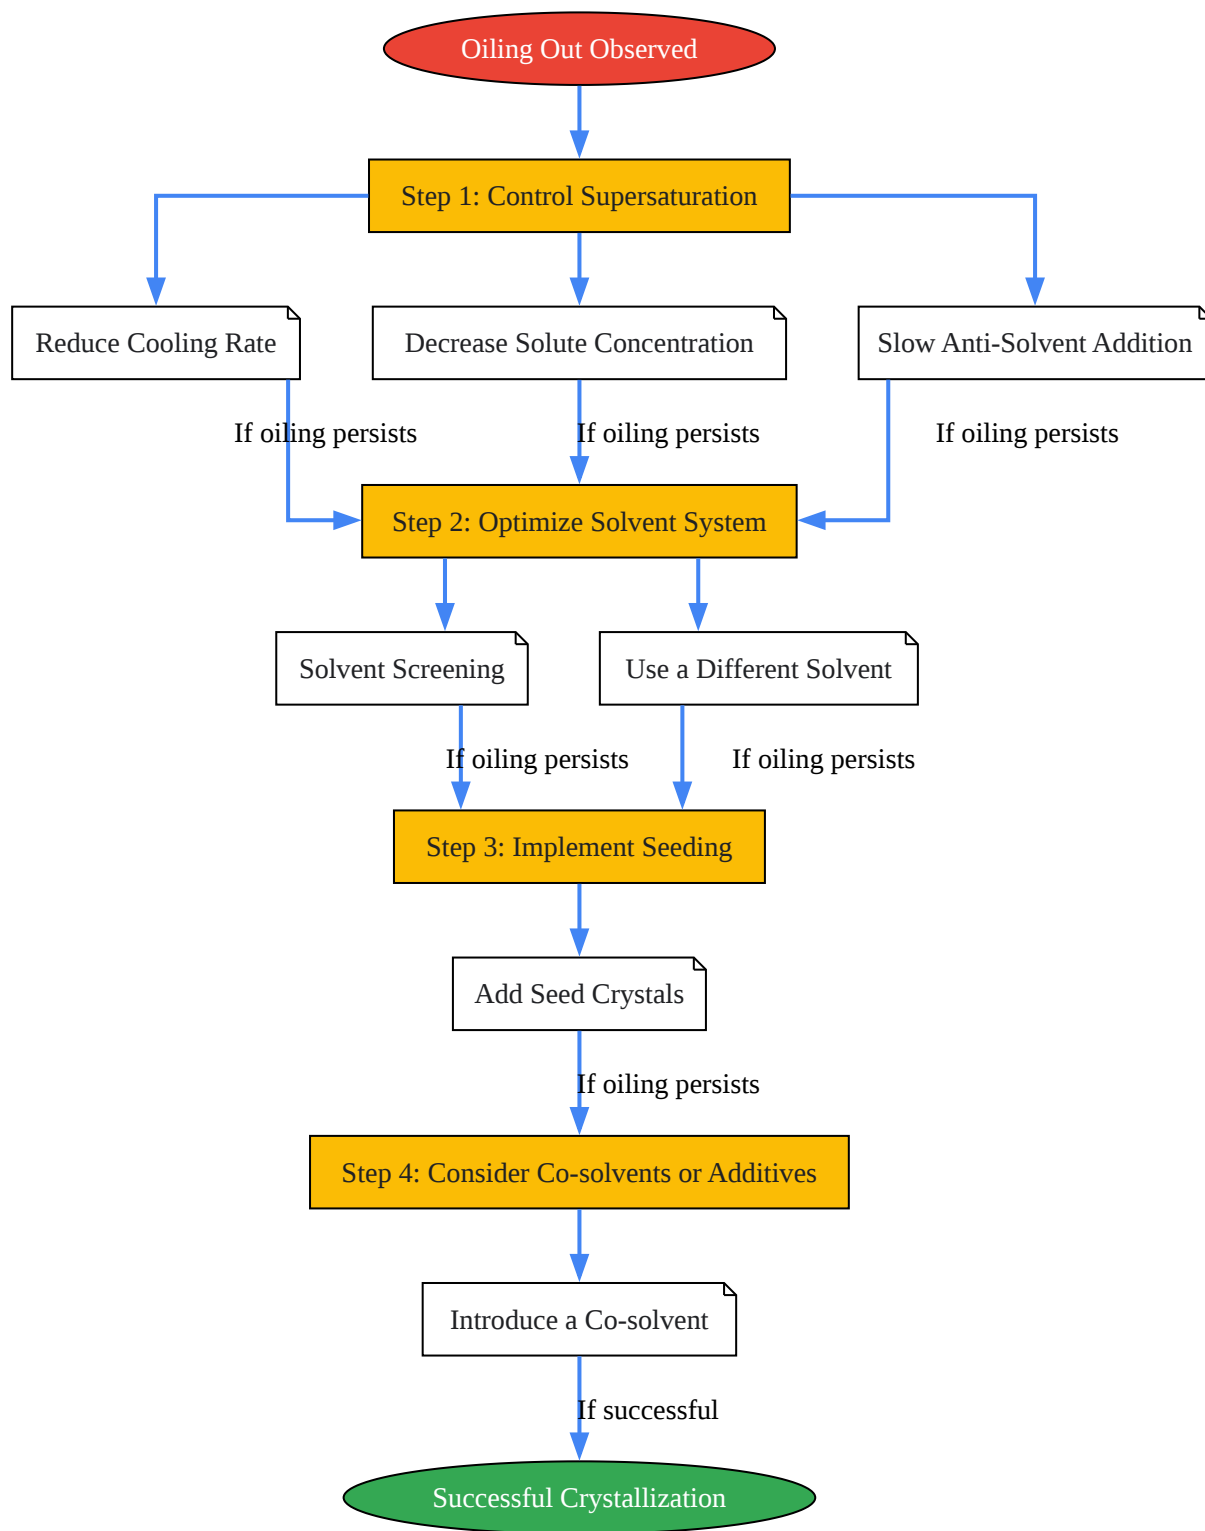 Oiling Out Observed
Step 1: Control Supersaturation
Reduce Cooling Rate
Decrease Solute Concentration
Slow Anti-Solvent Addition
If oiling persists
If oiling persists
If oiling persists
Step 2: Optimize Solvent System
Solvent Screening
Use a Different Solvent
If oiling persists
If oiling persists
Step 3: Implement Seeding
Add Seed Crystals
If oiling persists
Step 4: Consider Co-solvents or Additives
Introduce a Co-solvent
If successful
Successful Crystallization